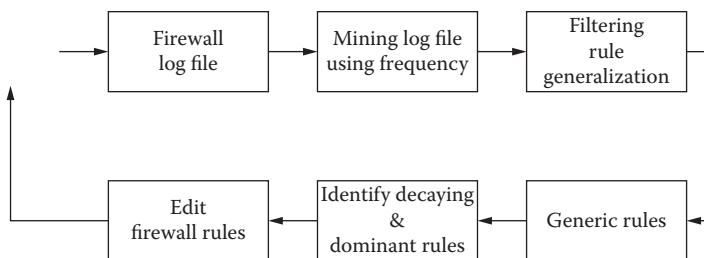 Firewall
log file
Mining log file
using frequency
Filtering
rule
generalization
Edit
firewall rules
Identify decaying
&
dominant rules
Generic rules